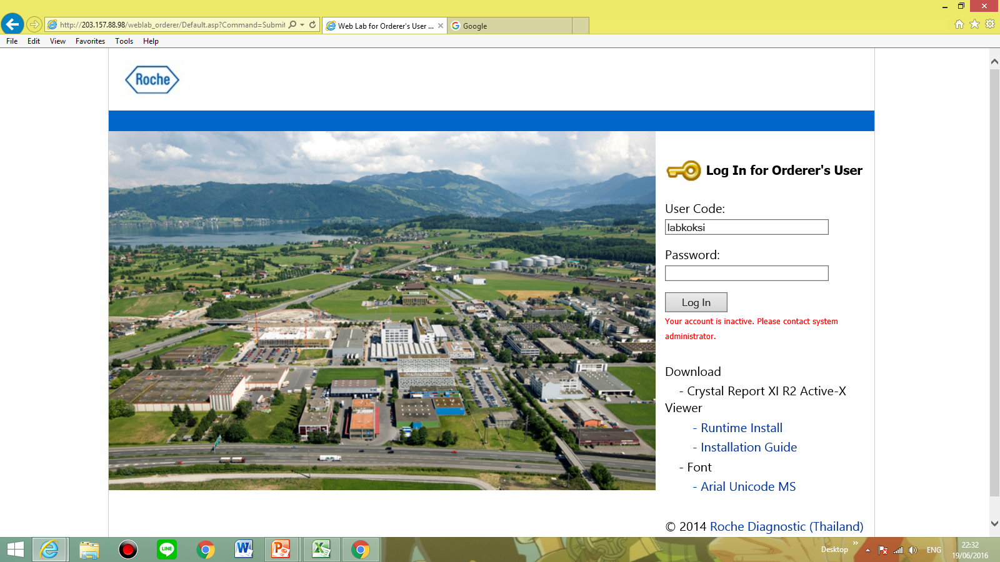 http://203.157.88.98/weblab_orderer/Default.asp?Command=Submit
Web Lab for Orderer's User ...
Google
File Edit View Favorites Tools Help
Roche
Log In for Orderer's User
User Code:
labkoksi
Password:
Log In
Your account is inactive. Please contact system
administrator.
Download
- Crystal Report XI R2 Active-X
Viewer
- Runtime Install
- Installation Guide
- Font
- Arial Unicode MS
© 2014 Roche Diagnostic (Thailand)
LINE
Desktop
ENG
22:32
19/06/2016